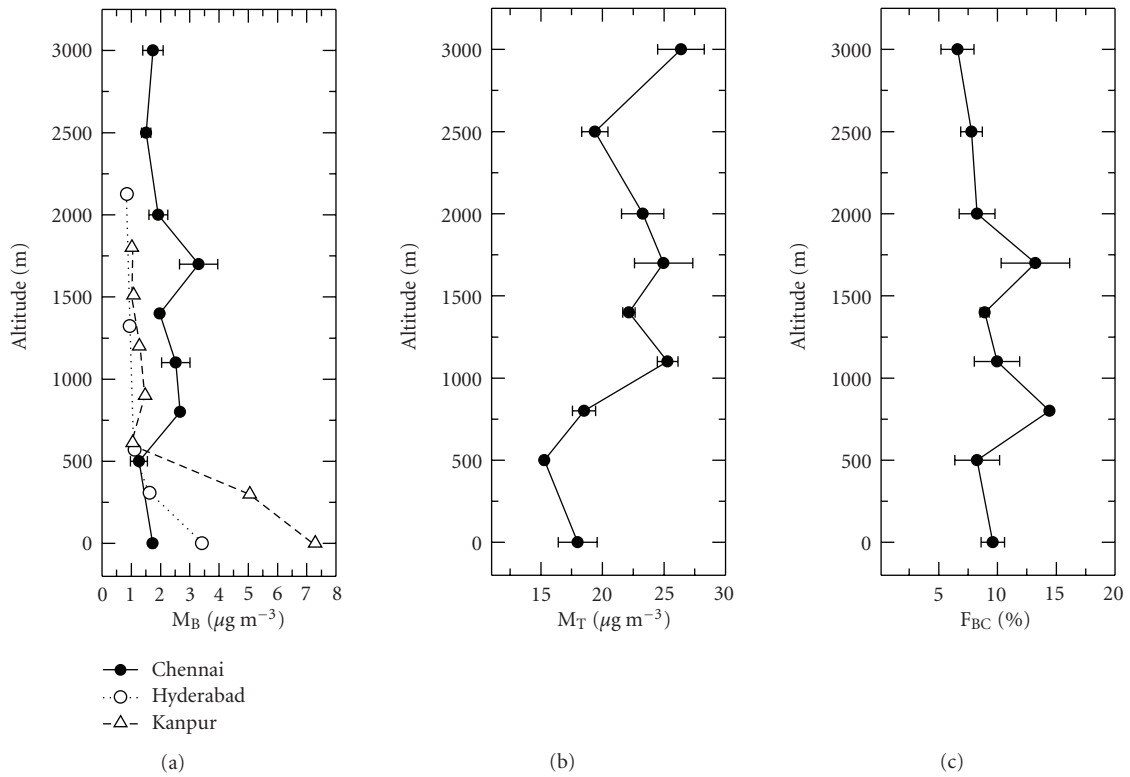 3000
2500
2000
1500
1000
500
0
Altitude (m)
0 1 2 3 4 5 6 7 8
M_B (μg m⁻³)
Chennai
Hyderabad
Kanpur
(a)
3000
2500
2000
1500
1000
500
0
Altitude (m)
15 20 25 30
M_T (μg m⁻³)
(b)
3000
2500
2000
1500
1000
500
0
Altitude (m)
5 10 15 20
F_BC (%)
(c)